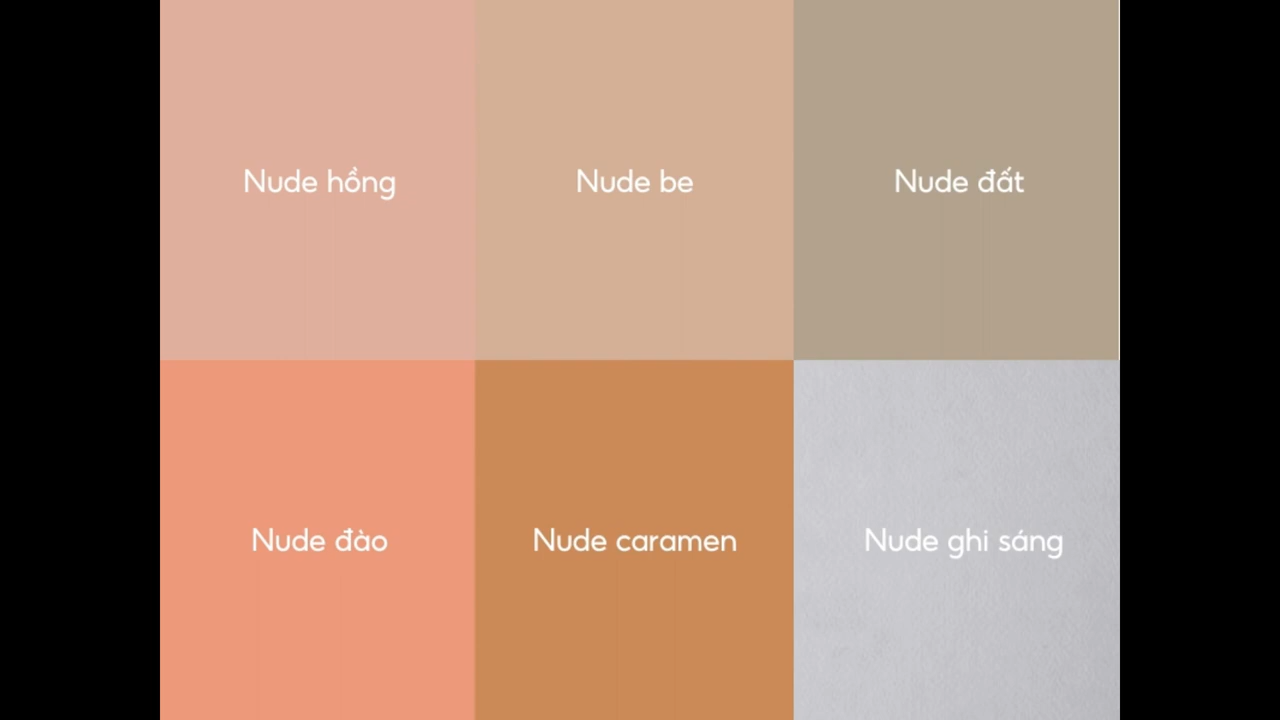 Nude hồng
Nude be
Nude đất
Nude đào
Nude caramen
Nude ghi sáng